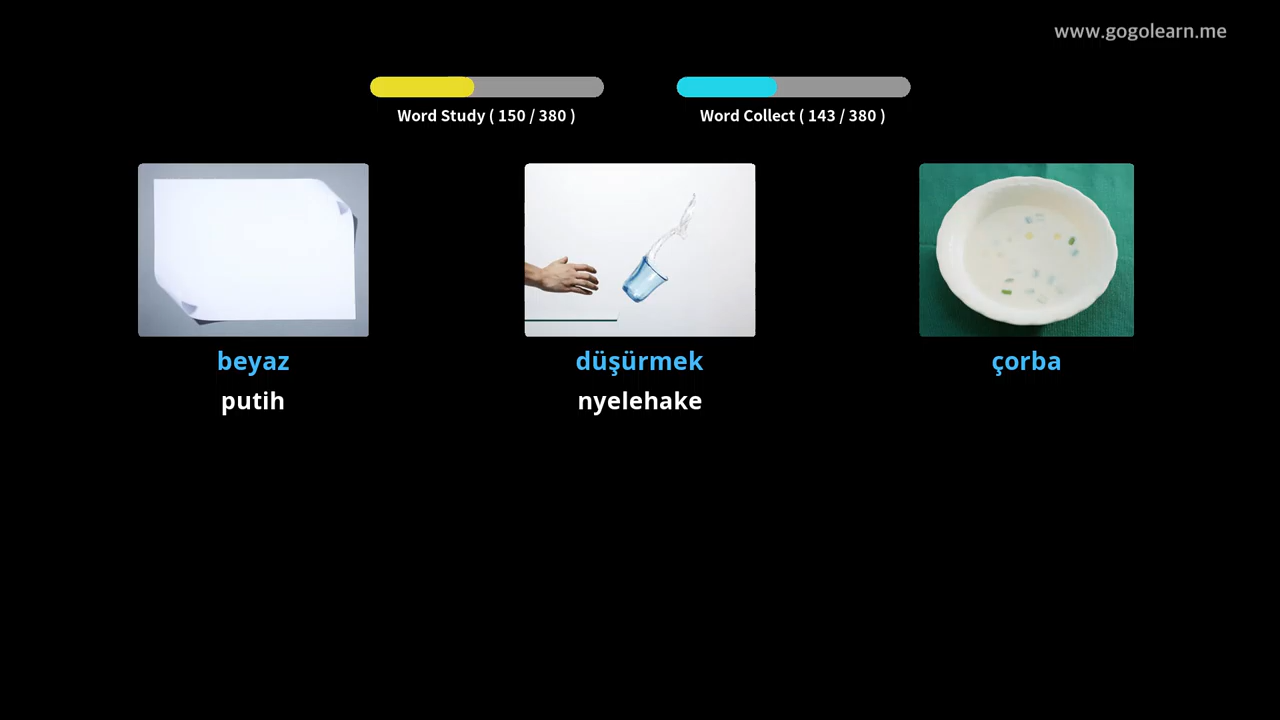 www.gogolearn.me
Word Study ( 150 / 380 )
Word Collect ( 143 / 380 )
beyaz
düşürmek
çorba
putih
nyelehake